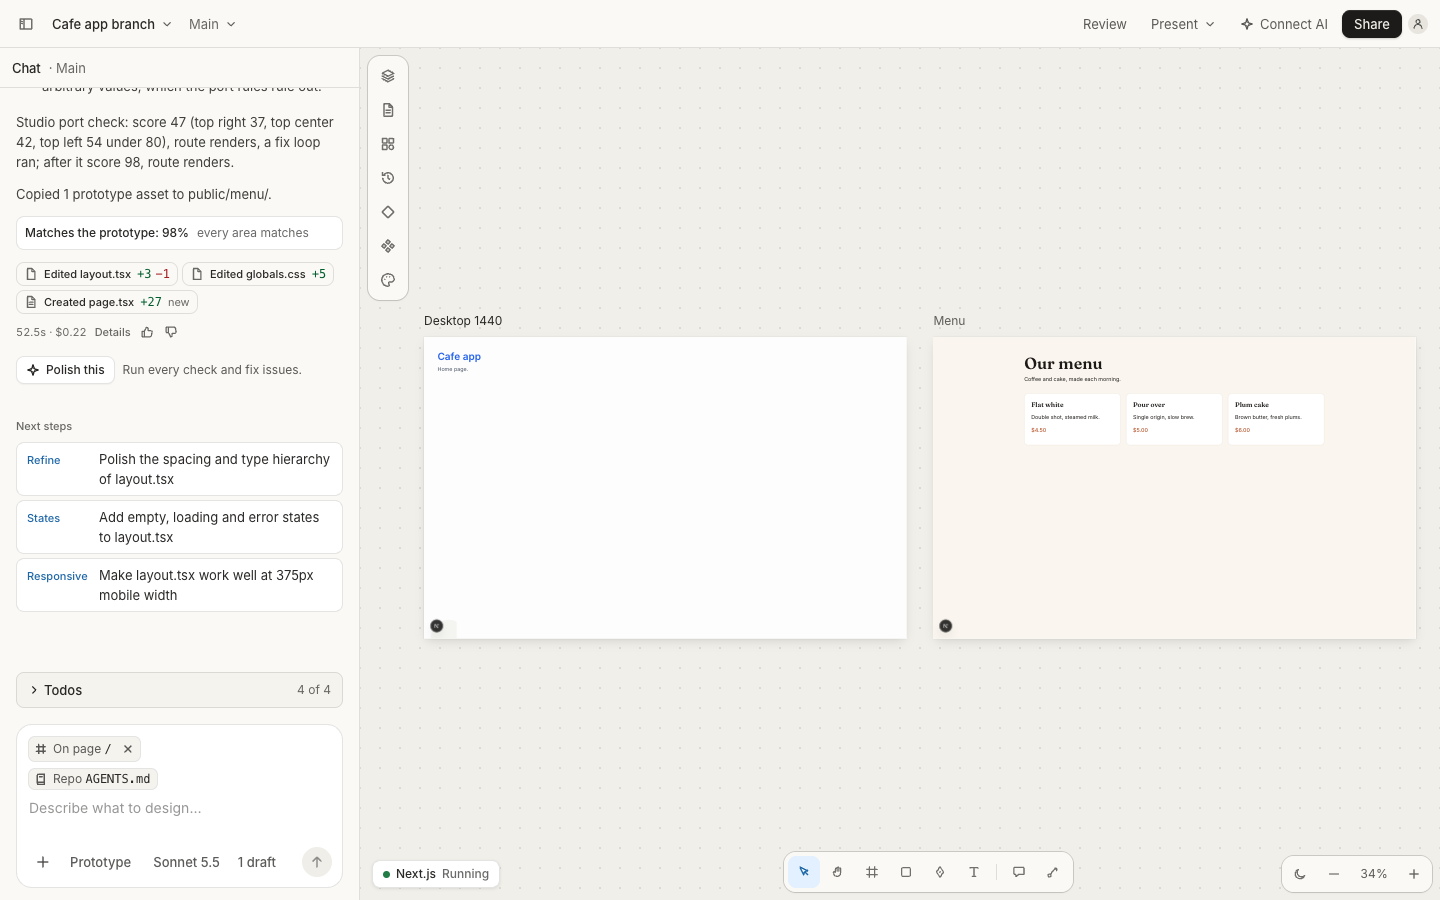 Cafe app branch
Main
Review
Present
Connect AI
Share
Chat · Main
arbitrary values, which the port rules rule out.
Studio port check: score 47 (top right 37, top center
42, top left 54 under 80), route renders, a fix loop
ran; after it score 98, route renders.
Copied 1 prototype asset to public/menu/.
Matches the prototype: 98% every area matches
Edited layout.tsx +3 −1
Edited globals.css +5
Created page.tsx +27 new
52.5s · $0.22 Details
Polish this Run every check and fix issues.
Next steps
Refine Polish the spacing and type hierarchy
of layout.tsx
States Add empty, loading and error states
to layout.tsx
Responsive Make layout.tsx work well at 375px
mobile width
Todos 4 of 4
On page /
Repo AGENTS.md
Describe what to design...
Prototype Sonnet 5.5 1 draft
Desktop 1440
Cafe app
Home page.
N
Menu
Our menu
Coffee and cake, made each morning.
Flat white
Double shot, steamed milk.
$4.50
Pour over
Single origin, slow brew.
$5.00
Plum cake
Brown butter, fresh plums.
$6.00
N
Next.js Running
34%